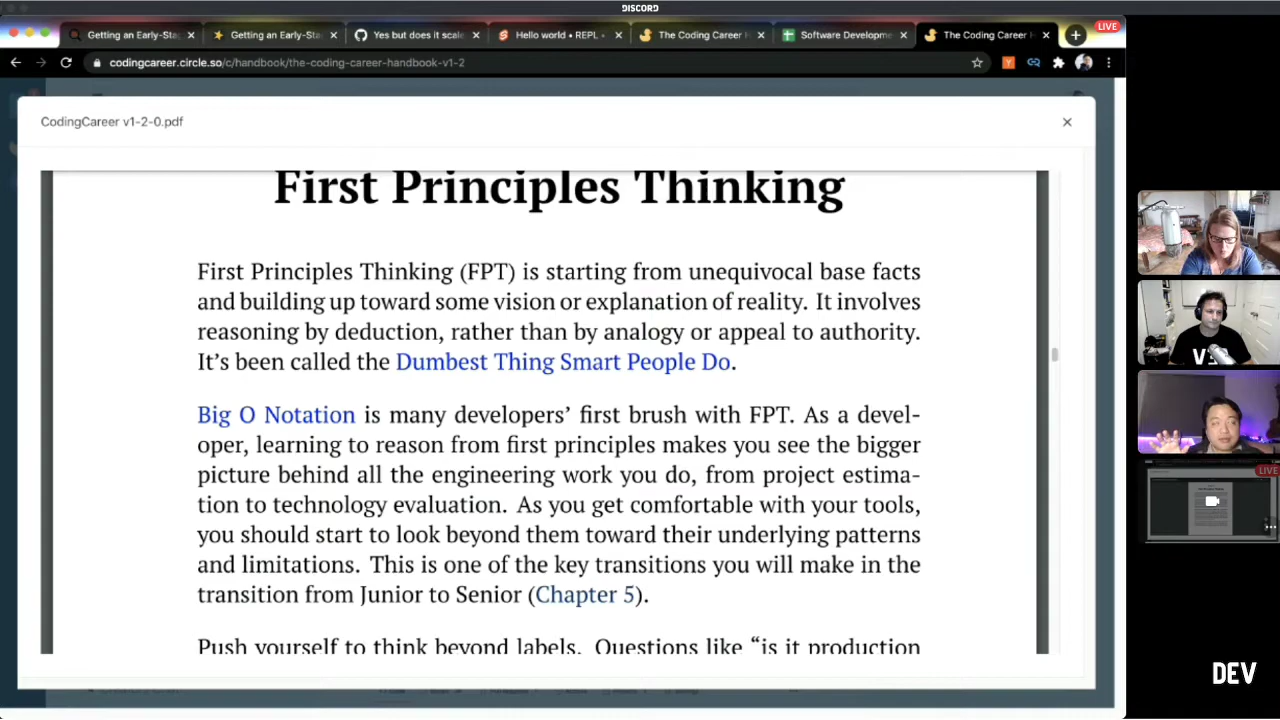 DISCORD
Getting an Early-Sta
Getting an Early-Sta
Yes but does it scale
Hello world • REPL •
The Coding Career H
Software Developme
The Coding Career H
LIVE
codingcareer.circle.so/c/handbook/the-coding-career-handbook-v1-2
CodingCareer v1-2-0.pdf
First Principles Thinking
First Principles Thinking (FPT) is starting from unequivocal base facts
and building up toward some vision or explanation of reality. It involves
reasoning by deduction, rather than by analogy or appeal to authority.
It's been called the Dumbest Thing Smart People Do.
Big O Notation is many developers' first brush with FPT. As a devel-
oper, learning to reason from first principles makes you see the bigger
picture behind all the engineering work you do, from project estima-
tion to technology evaluation. As you get comfortable with your tools,
you should start to look beyond them toward their underlying patterns
and limitations. This is one of the key transitions you will make in the
transition from Junior to Senior (Chapter 5).
Push yourself to think beyond labels. Questions like “is it production
LIVE
DEV